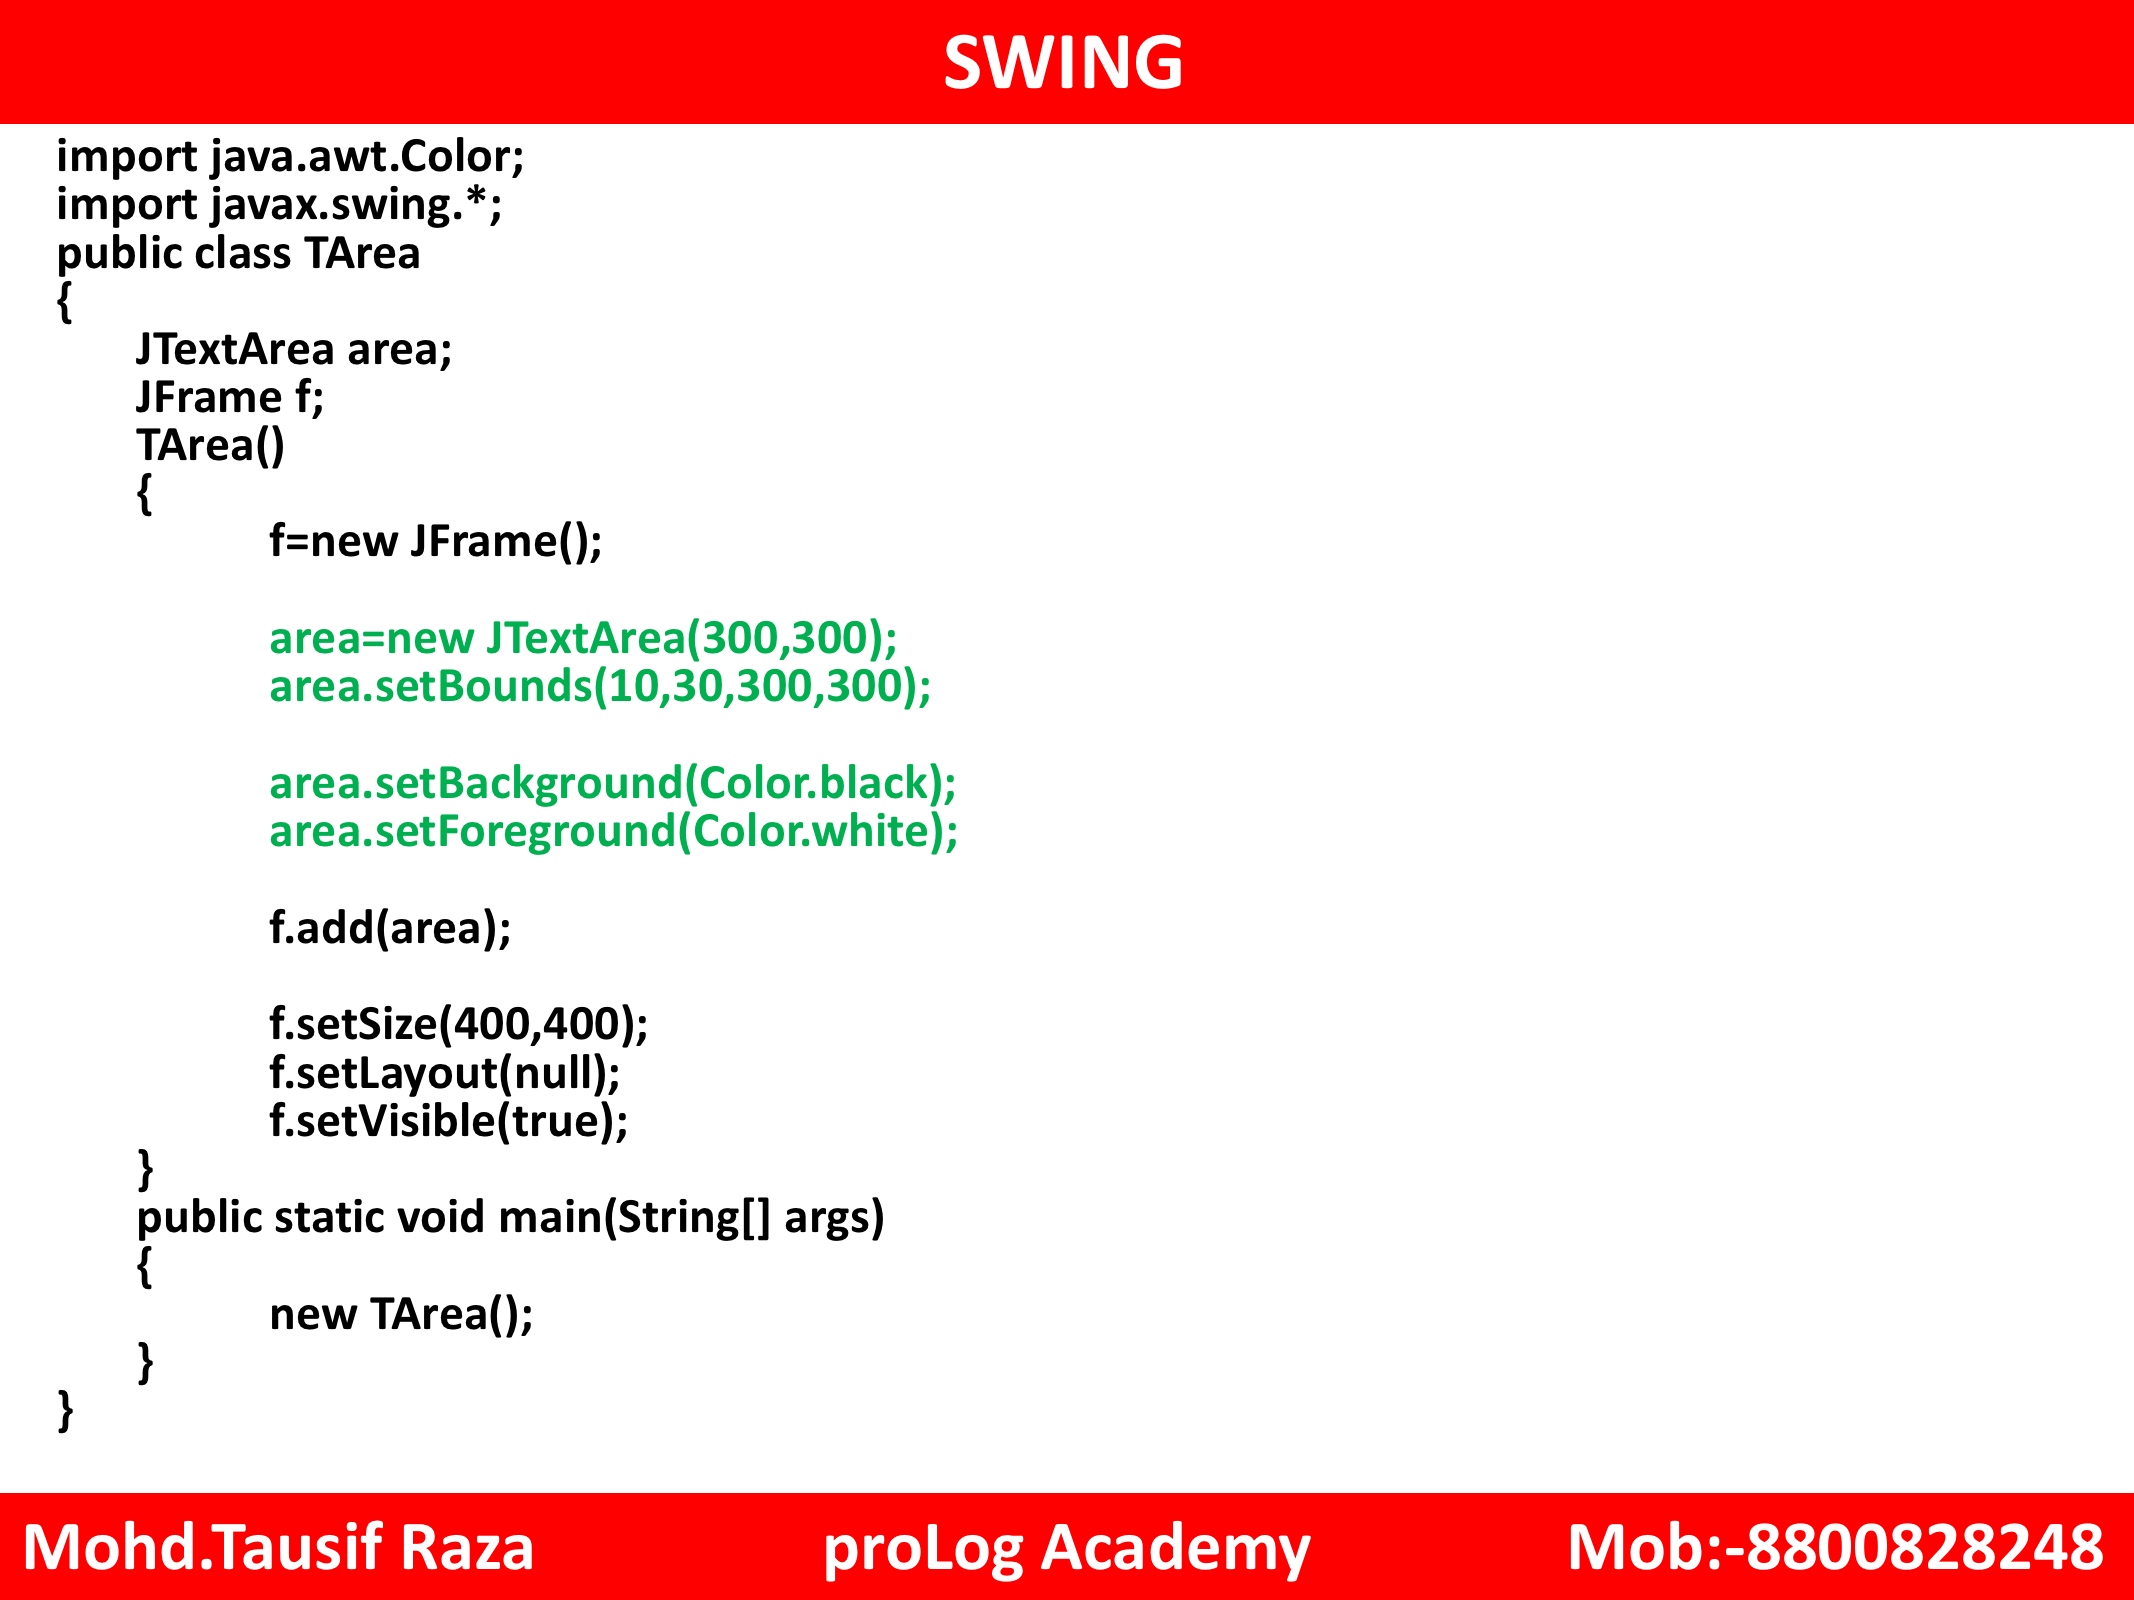 SWING
import java.awt.Color;
import javax.swing.*;
public class TArea
{
JTextArea area;
JFrame f;
TArea()
{
f=new JFrame();
area=new JTextArea(300,300);
area.setBounds(10,30,300,300);
area.setBackground(Color.black);
area.setForeground(Color.white);
f.add(area);
f.setSize(400,400);
f.setLayout(null);
f.setVisible(true);
}
public static void main(String[] args)
{
new TArea();
}
}
Mohd.Tausif Raza proLog Academy Mob:-8800828248